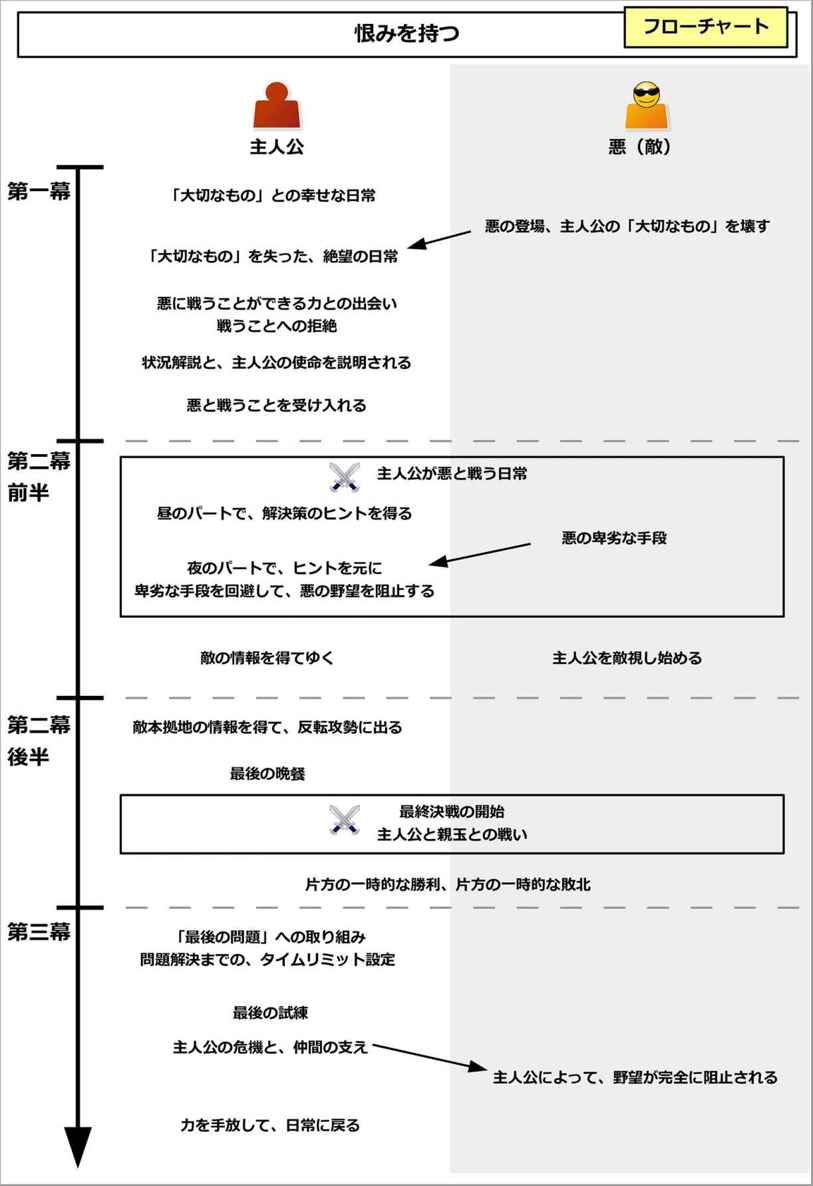 恨みを持つ
フローチャート
主人公
悪（敵）
第一幕
「大切なもの」との幸せな日常
悪の登場、主人公の「大切なもの」を壊す
「大切なもの」を失った、絶望の日常
悪に戦うことができる力との出会い
戦うことへの拒絶
状況解説と、主人公の使命を説明される
悪と戦うことを受け入れる
第二幕
前半
主人公が悪と戦う日常
昼のパートで、解決策のヒントを得る
悪の卑劣な手段
夜のパートで、ヒントを元に
卑劣な手段を回避して、悪の野望を阻止する
敵の情報を得てゆく
主人公を敵視し始める
第二幕
後半
敵本拠地の情報を得て、反転攻勢に出る
最後の晩餐
最終決戦の開始
主人公と親玉との戦い
片方の一時的な勝利、片方の一時的な敗北
第三幕
「最後の問題」への取り組み
問題解決までの、タイムリミット設定
最後の試練
主人公の危機と、仲間の支え
主人公によって、野望が完全に阻止される
力を手放して、日常に戻る